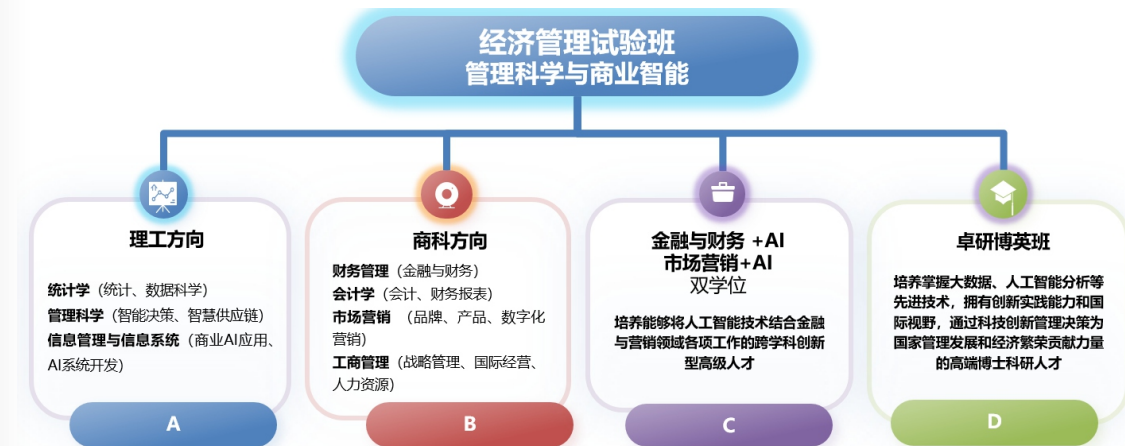 经济管理试验班
管理科学与商业智能
理工方向
统计学（统计、数据科学）
管理科学（智能决策、智慧供应链）
信息管理与信息系统（商业AI应用、
AI系统开发）
A
商科方向
财务管理（金融与财务）
会计学（会计、财务报表）
市场营销 （品牌、产品、数字化
营销）
工商管理（战略管理、国际经营、
人力资源）
B
金融与财务 +AI
市场营销+AI
双学位
培养能够将人工智能技术结合金融
与营销领域各项工作的跨学科创新
型高级人才
C
卓研博英班
培养掌握大数据、人工智能分析等
先进技术，拥有创新实践能力和国
际视野，通过科技创新管理决策为
国家管理发展和经济繁荣贡献力量
的高端博士科研人才
D